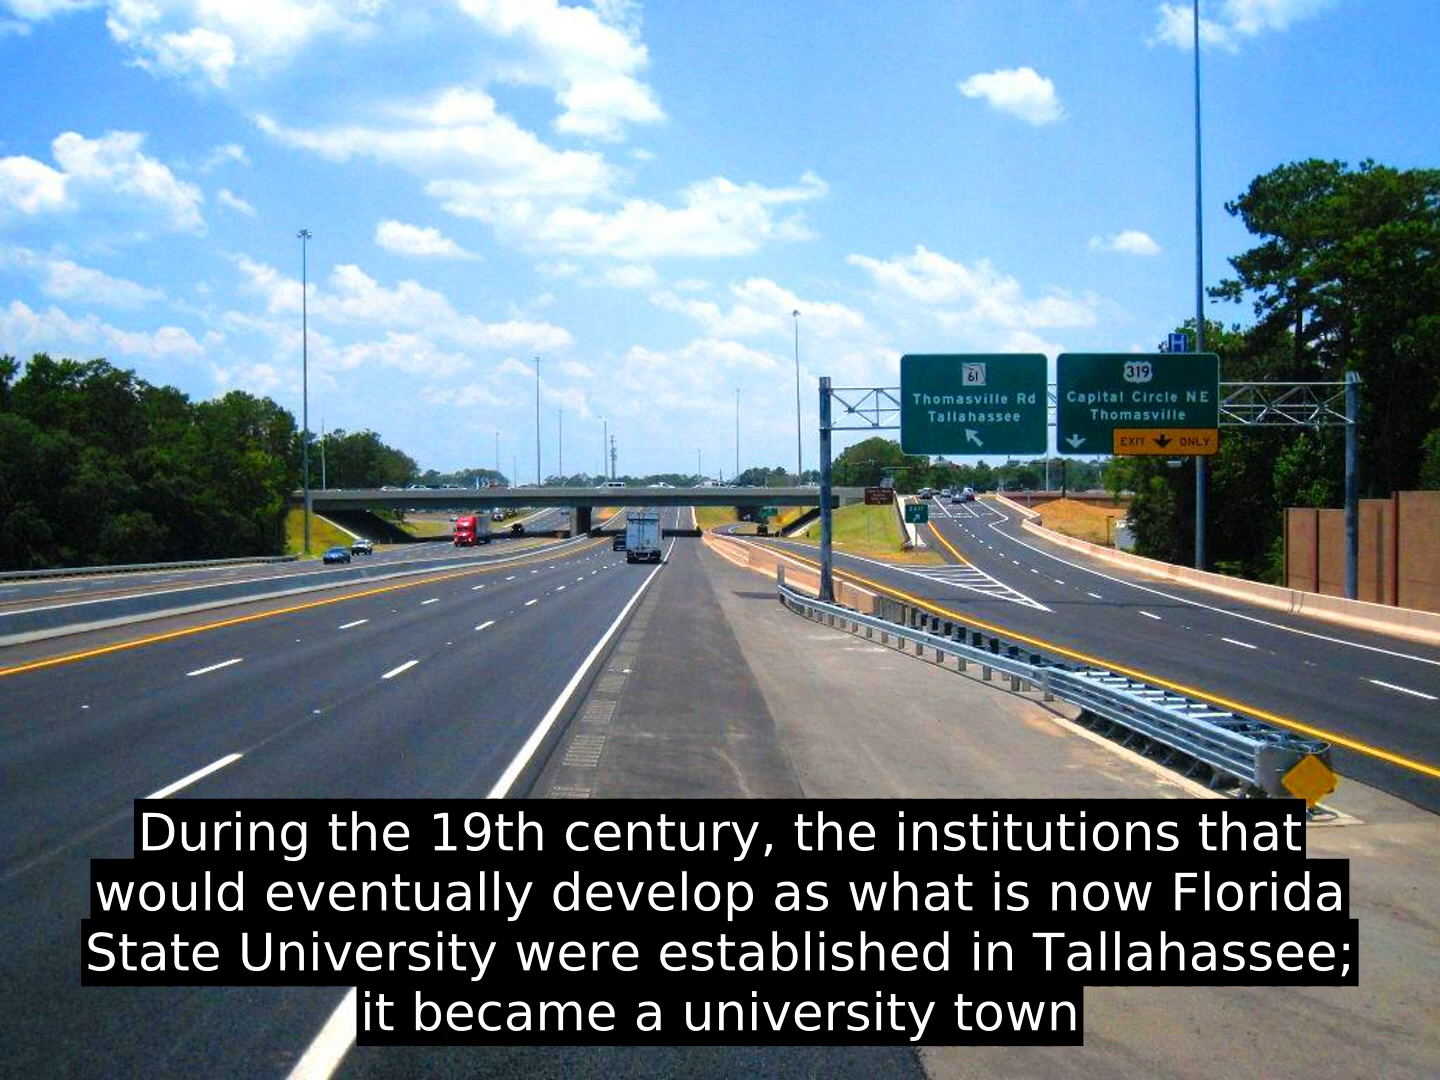 61
Thomasville Rd
Tallahassee
319
Capital Circle NE
Thomasville
EXIT ONLY
H
EXIT
During the 19th century, the institutions that
would eventually develop as what is now Florida
State University were established in Tallahassee;
it became a university town